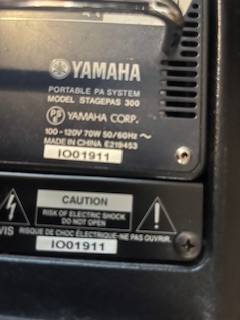 YAMAHA
PORTABLE PA SYSTEM
MODEL STAGEPAS 300
YAMAHA CORP.
100-120V 70W 50/60Hz ~
MADE IN CHINA E219453
IO01911
CAUTION
RISK OF ELECTRIC SHOCK
DO NOT OPEN
VIS
RISQUE DE CHOC ÉLECTRIQUE-NE PAS OUVRIR.
IO01911